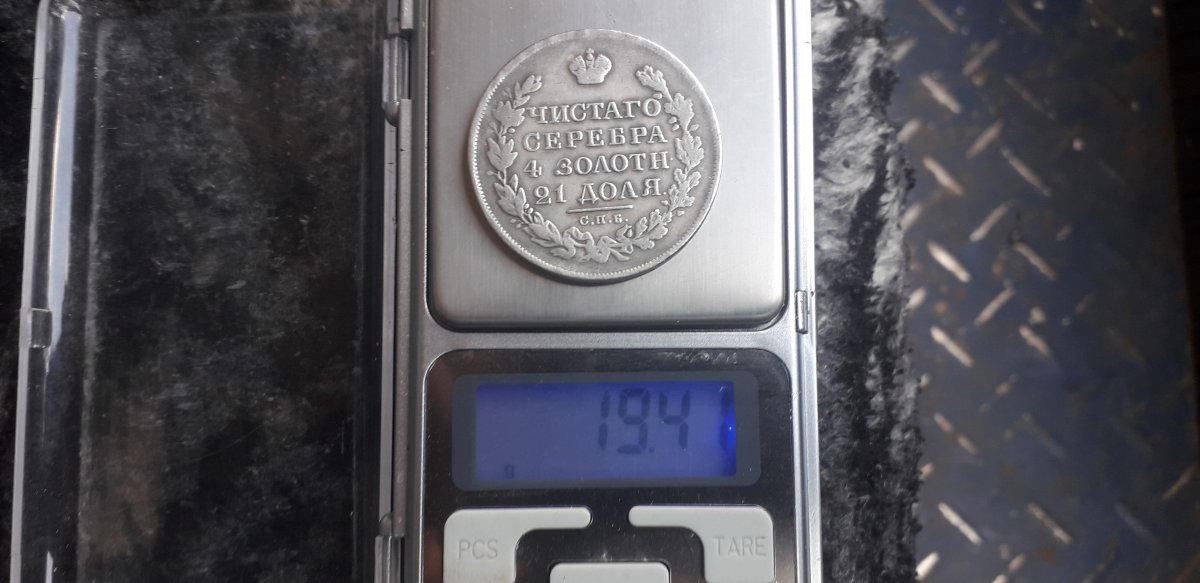 ЧИСТАГО
СЕРЕБРА
4 ЗОЛОТН.
21 ДОЛЯ.
С.П.Б.
19.41
g
PCS
TARE